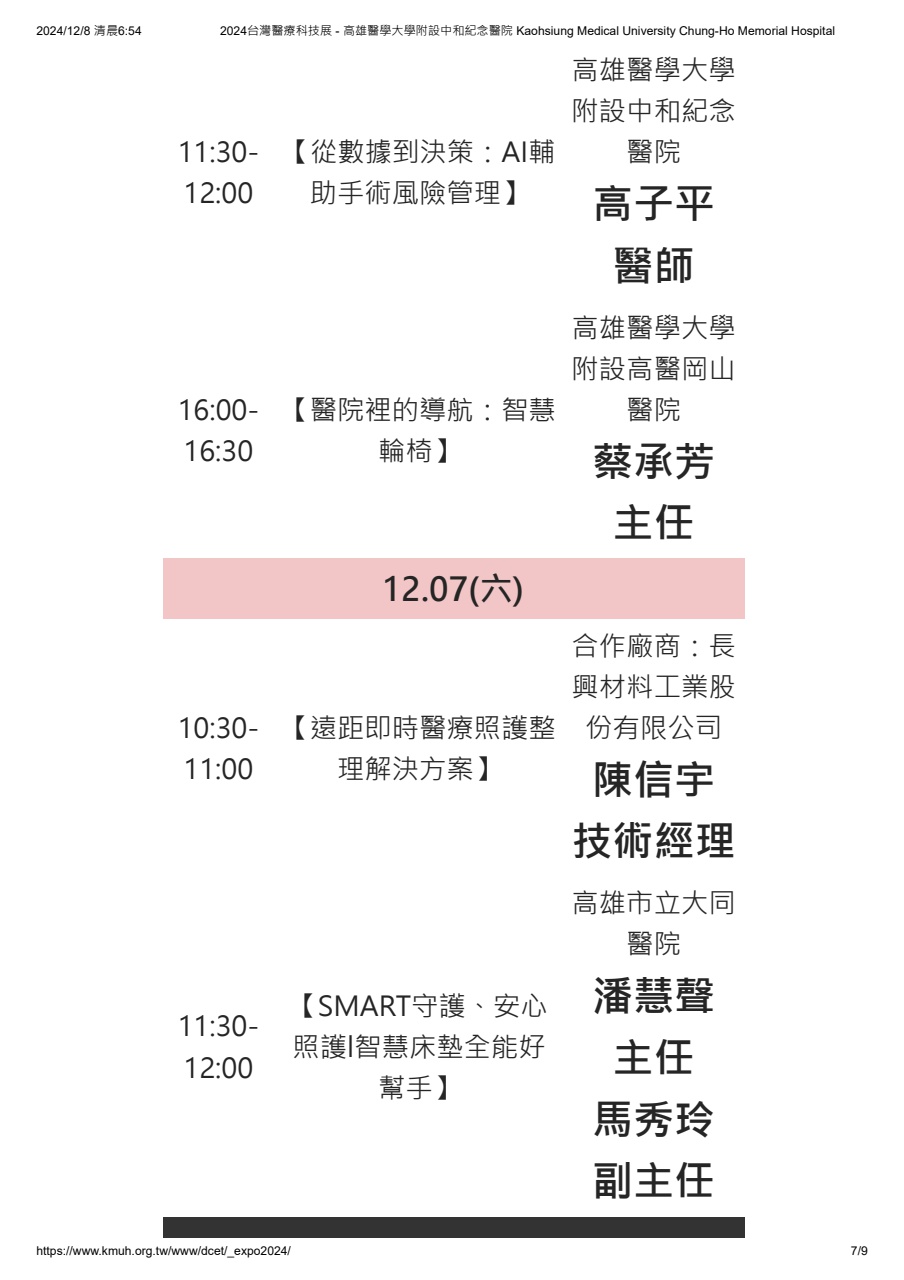 2024/12/8 清晨6:54
2024台灣醫療科技展 - 高雄醫學大學附設中和紀念醫院 Kaohsiung Medical University Chung-Ho Memorial Hospital
11:30-
12:00
【從數據到決策：AI輔
助手術風險管理】
高雄醫學大學
附設中和紀念
醫院
高子平
醫師
16:00-
16:30
【醫院裡的導航：智慧
輪椅】
高雄醫學大學
附設高醫岡山
醫院
蔡承芳
主任
12.07(六)
10:30-
11:00
【遠距即時醫療照護整
理解決方案】
合作廠商：長
興材料工業股
份有限公司
陳信宇
技術經理
11:30-
12:00
【SMART守護、安心
照護|智慧床墊全能好
幫手】
高雄市立大同
醫院
潘慧聲
主任
馬秀玲
副主任
https://www.kmuh.org.tw/www/dcet/_expo2024/
7/9